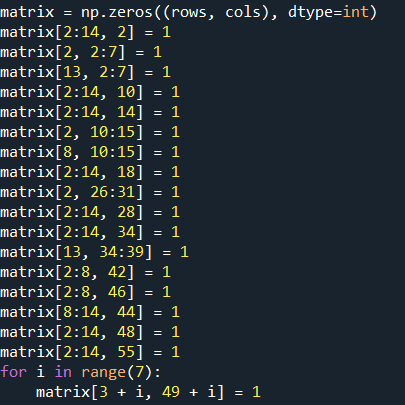 matrix = np.zeros((rows, cols), dtype=int)
matrix[2:14, 2] = 1
matrix[2, 2:7] = 1
matrix[13, 2:7] = 1
matrix[2:14, 10] = 1
matrix[2:14, 14] = 1
matrix[2, 10:15] = 1
matrix[8, 10:15] = 1
matrix[2:14, 18] = 1
matrix[2, 26:31] = 1
matrix[2:14, 28] = 1
matrix[2:14, 34] = 1
matrix[13, 34:39] = 1
matrix[2:8, 42] = 1
matrix[2:8, 46] = 1
matrix[8:14, 44] = 1
matrix[2:14, 48] = 1
matrix[2:14, 55] = 1
for i in range(7):
    matrix[3 + i, 49 + i] = 1